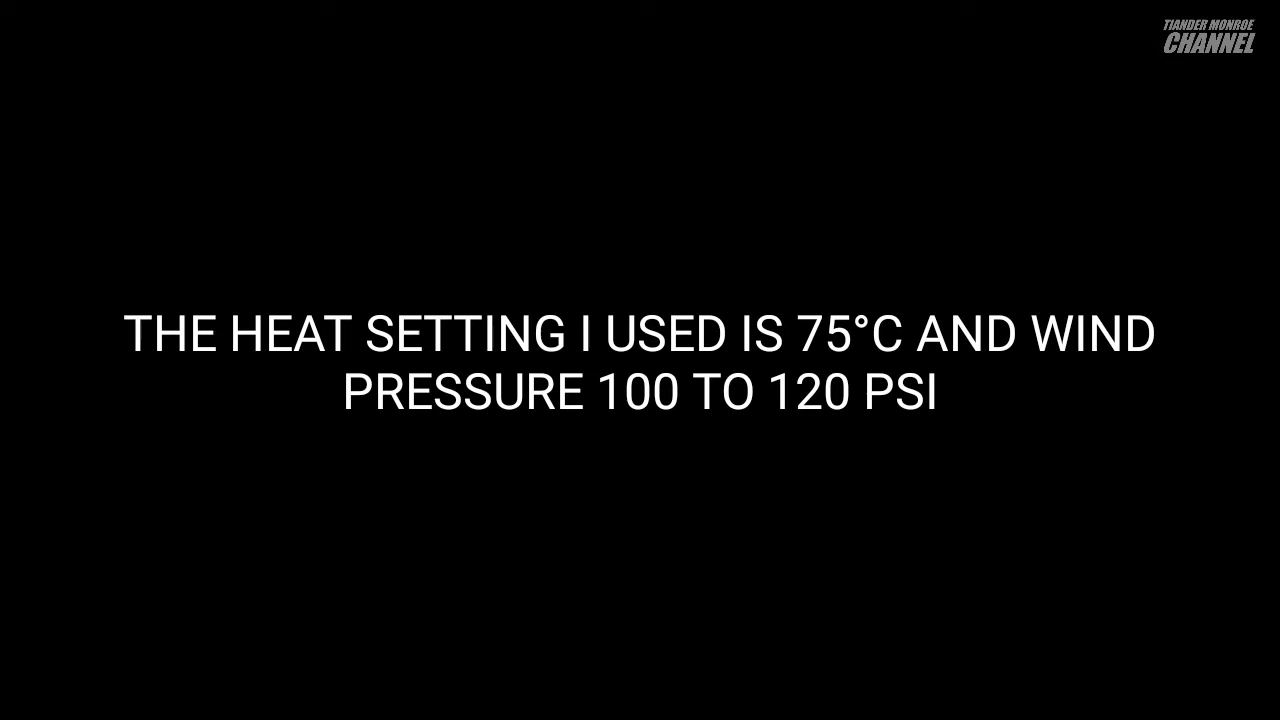 TIANDER MONROE
CHANNEL
THE HEAT SETTING I USED IS 75°C AND WIND
PRESSURE 100 TO 120 PSI